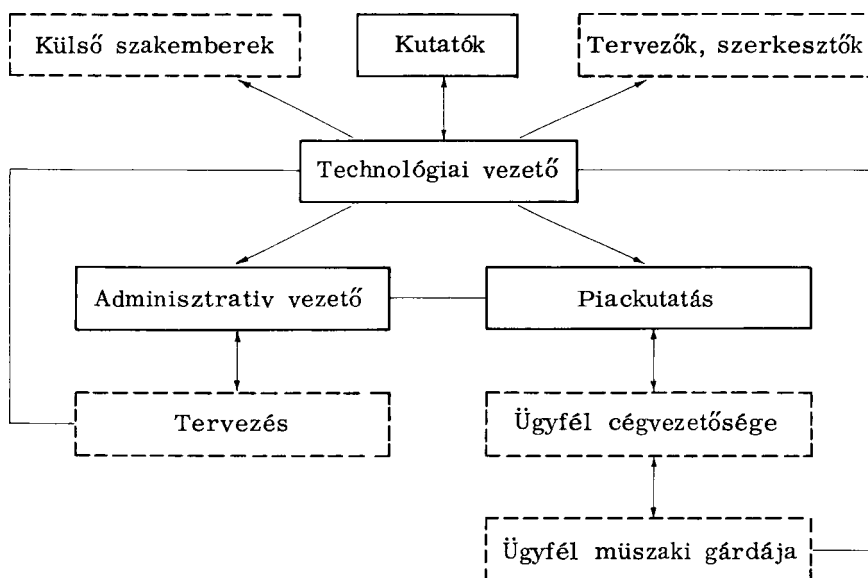 Külső szakemberek
Kutatók
Tervezők, szerkesztők
Technológiai vezető
Adminisztrativ vezető
Piackutatás
Tervezés
Ügyfél cégvezetősége
Ügyfél müszaki gárdája